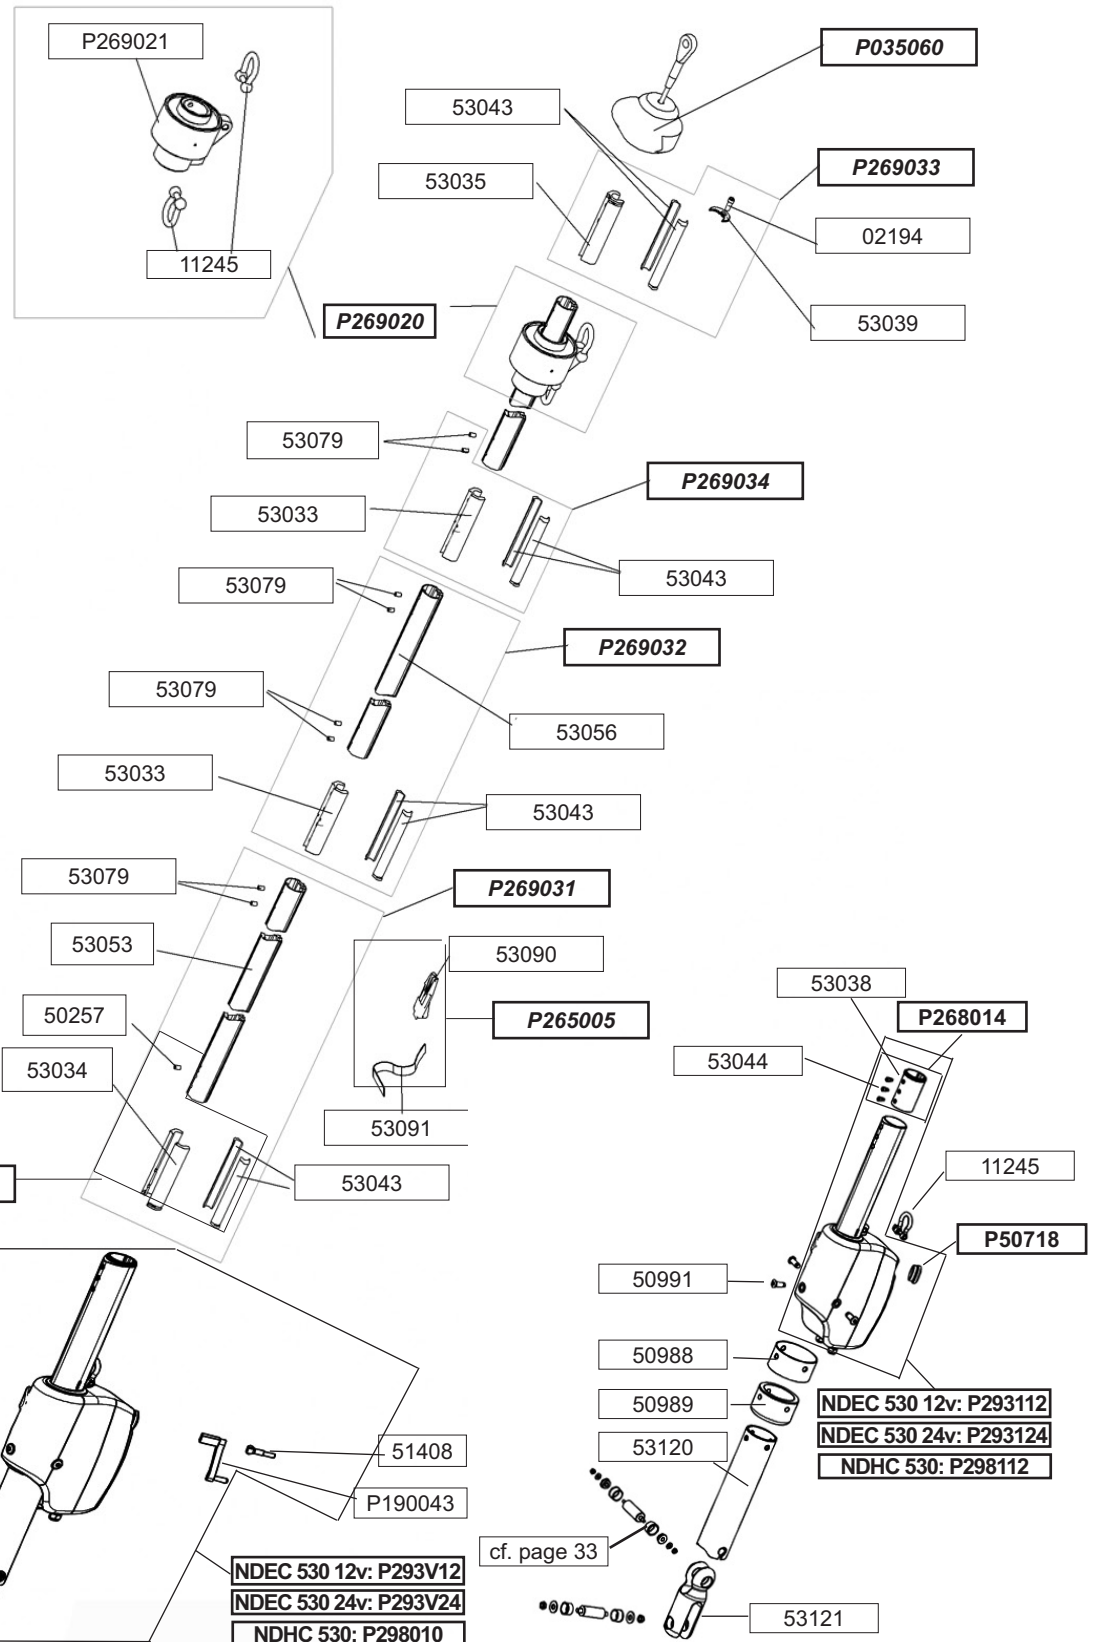 P269021
P035060
53043
P269033
53035
02194
11245
P269020
53039
53079
P269034
53033
53079
53043
P269032
53079
53056
53033
53043
53079
P269031
53053
53090
53038
50257
P265005
P268014
53034
53044
53091
11245
53043
P50718
50991
50988
50989
NDEC 530 12v: P293112
53120
NDEC 530 24v: P293124
51408
NDHC 530: P298112
P190043
cf. page 33
NDEC 530 12v: P293V12
NDEC 530 24v: P293V24
53121
NDHC 530: P298010